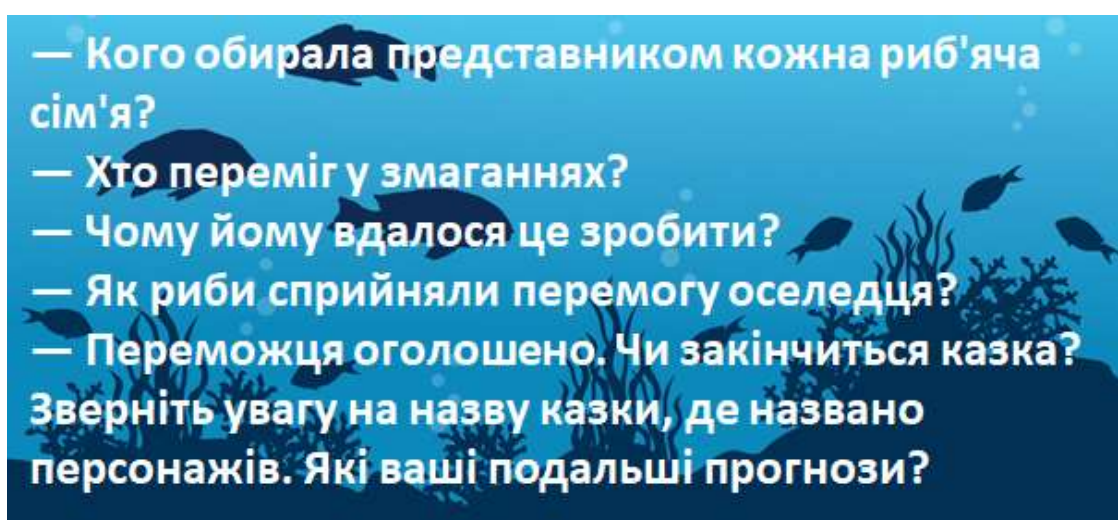 — Кого обирала представником кожна риб'яча
сім'я?
— Хто переміг у змаганнях?
— Чому йому вдалося це зробити?
— Як риби сприйняли перемогу оселедця?
— Переможця оголошено. Чи закінчиться казка?
Зверніть увагу на назву казки, де названо
персонажів. Які ваші подальші прогнози?